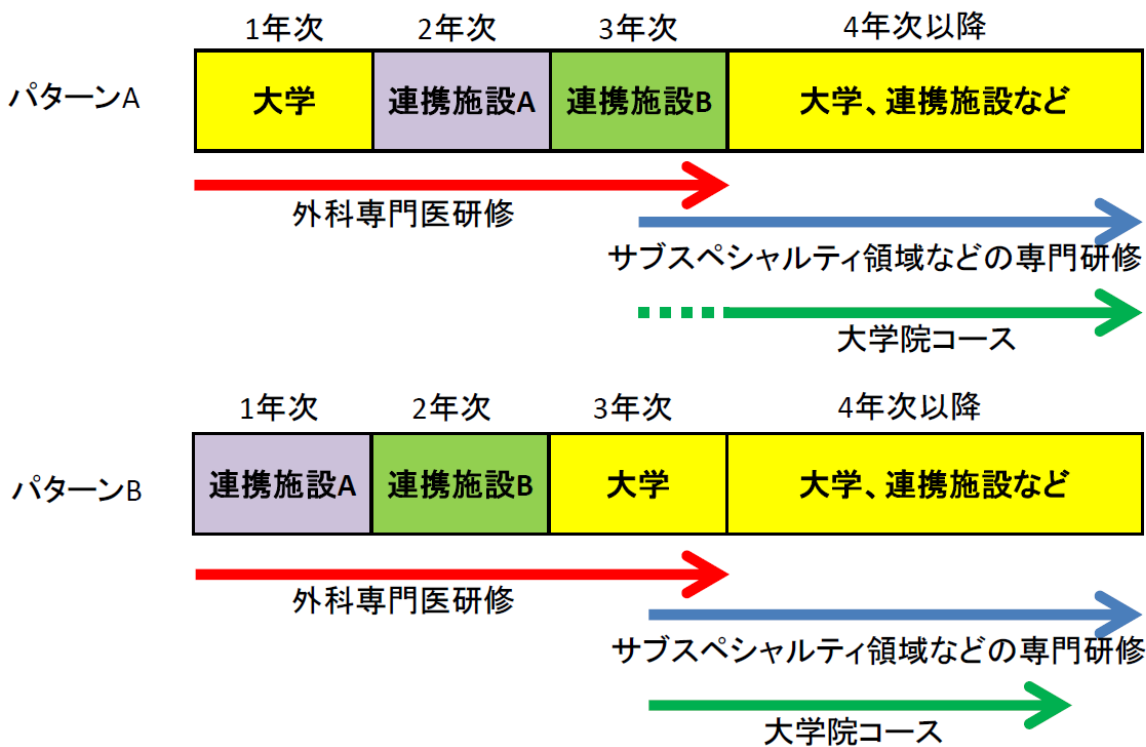 1年次 2年次 3年次 4年次以降
パターンA 大学 連携施設A 連携施設B 大学、連携施設など
外科専門医研修
サブスペシャルティ領域などの専門研修
大学院コース
1年次 2年次 3年次 4年次以降
パターンB 連携施設A 連携施設B 大学 大学、連携施設など
外科専門医研修
サブスペシャルティ領域などの専門研修
大学院コース